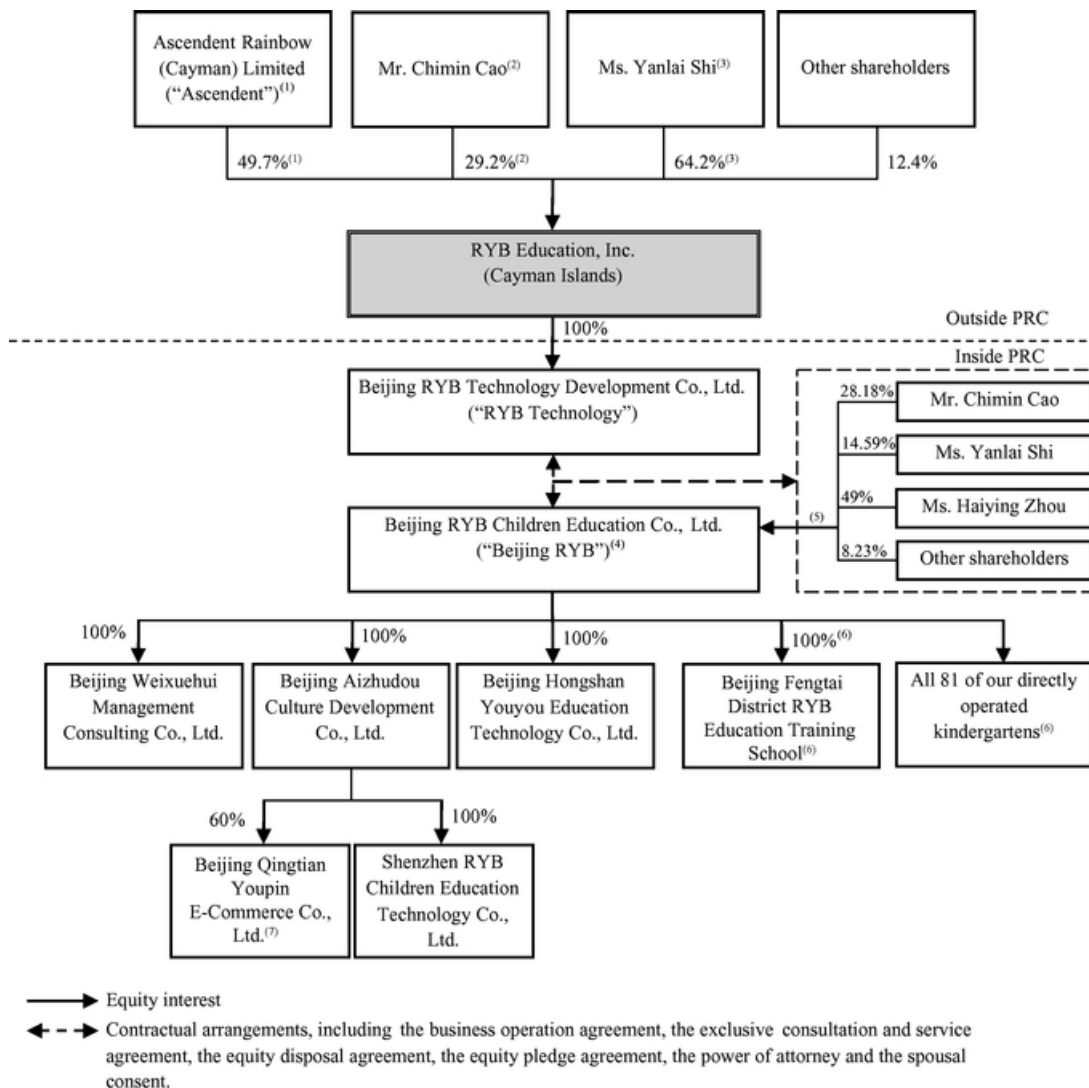 Ascendent Rainbow
(Cayman) Limited
(“Ascendent”)(1)
Mr. Chimin Cao(2)
Ms. Yanlai Shi(3)
Other shareholders
49.7%(1)
29.2%(2)
64.2%(3)
12.4%
RYB Education, Inc.
(Cayman Islands)
100%
Outside PRC
Inside PRC
Beijing RYB Technology Development Co., Ltd.
(“RYB Technology”)
28.18%
Mr. Chimin Cao
14.59%
Ms. Yanlai Shi
49%
Ms. Haiying Zhou
8.23%
Other shareholders
(5)
Beijing RYB Children Education Co., Ltd.
(“Beijing RYB”)(4)
100%
100%
100%
100%(6)
Beijing Weixuehui
Management
Consulting Co., Ltd.
Beijing Aizhudou
Culture Development
Co., Ltd.
Beijing Hongshan
Youyou Education
Technology Co., Ltd.
Beijing Fengtai
District RYB
Education Training
School(6)
All 81 of our directly
operated
kindergartens(6)
60%
100%
Beijing Qingtian
Youpin
E-Commerce Co.,
Ltd.(7)
Shenzhen RYB
Children Education
Technology Co.,
Ltd.
Equity interest
Contractual arrangements, including the business operation agreement, the exclusive consultation and service
agreement, the equity disposal agreement, the equity pledge agreement, the power of attorney and the spousal
consent.